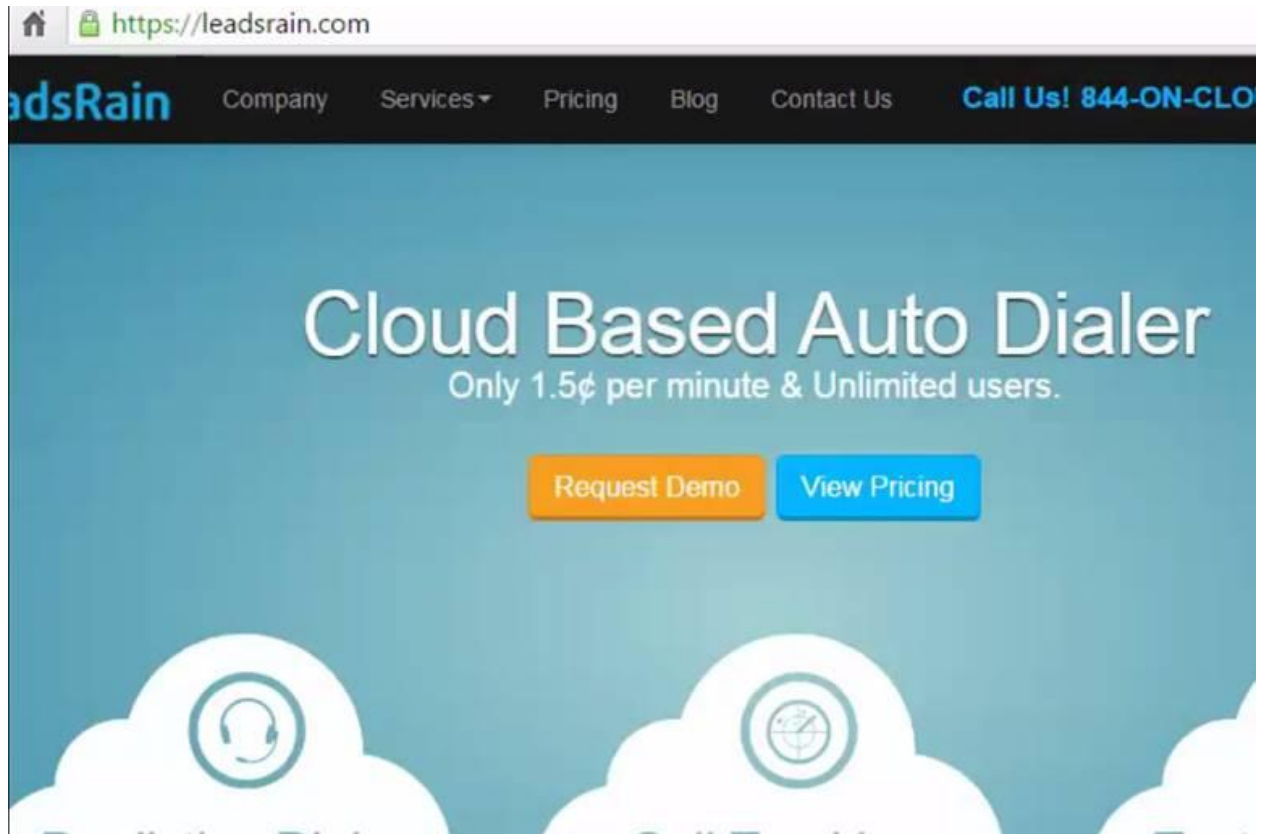 https://leadsrain.com
adsRain Company Services Pricing Blog Contact Us Call Us! 844-ON-CLO
Cloud Based Auto Dialer
Only 1.5¢ per minute & Unlimited users.
Request Demo View Pricing